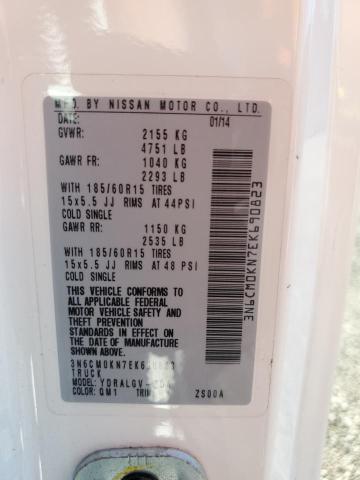 MFD. BY NISSAN MOTOR CO., LTD.
DATE: 01/14
GVWR: 2155 KG
4751 LB
GAWR FR: 1040 KG
2293 LB
WITH 185/60R15 TIRES
15x5.5 JJ RIMS AT 44PSI
COLD SINGLE
GAWR RR: 1150 KG
2535 LB
WITH 185/60R15 TIRES
15x5.5 JJ RIMS AT 48 PSI
COLD SINGLE
THIS VEHICLE CONFORMS TO
ALL APPLICABLE FEDERAL
MOTOR VEHICLE SAFETY
AND THEFT PREVENTION
STANDARDS IN EFFECT ON
THE DATE OF MANUFACTURE
SHOWN ABOVE.
3N6CM0KN7EK690823
TRUCK
MODEL:
COLOR: QM1 TRIM: ZS00A
3N6CM0KN7EK690823